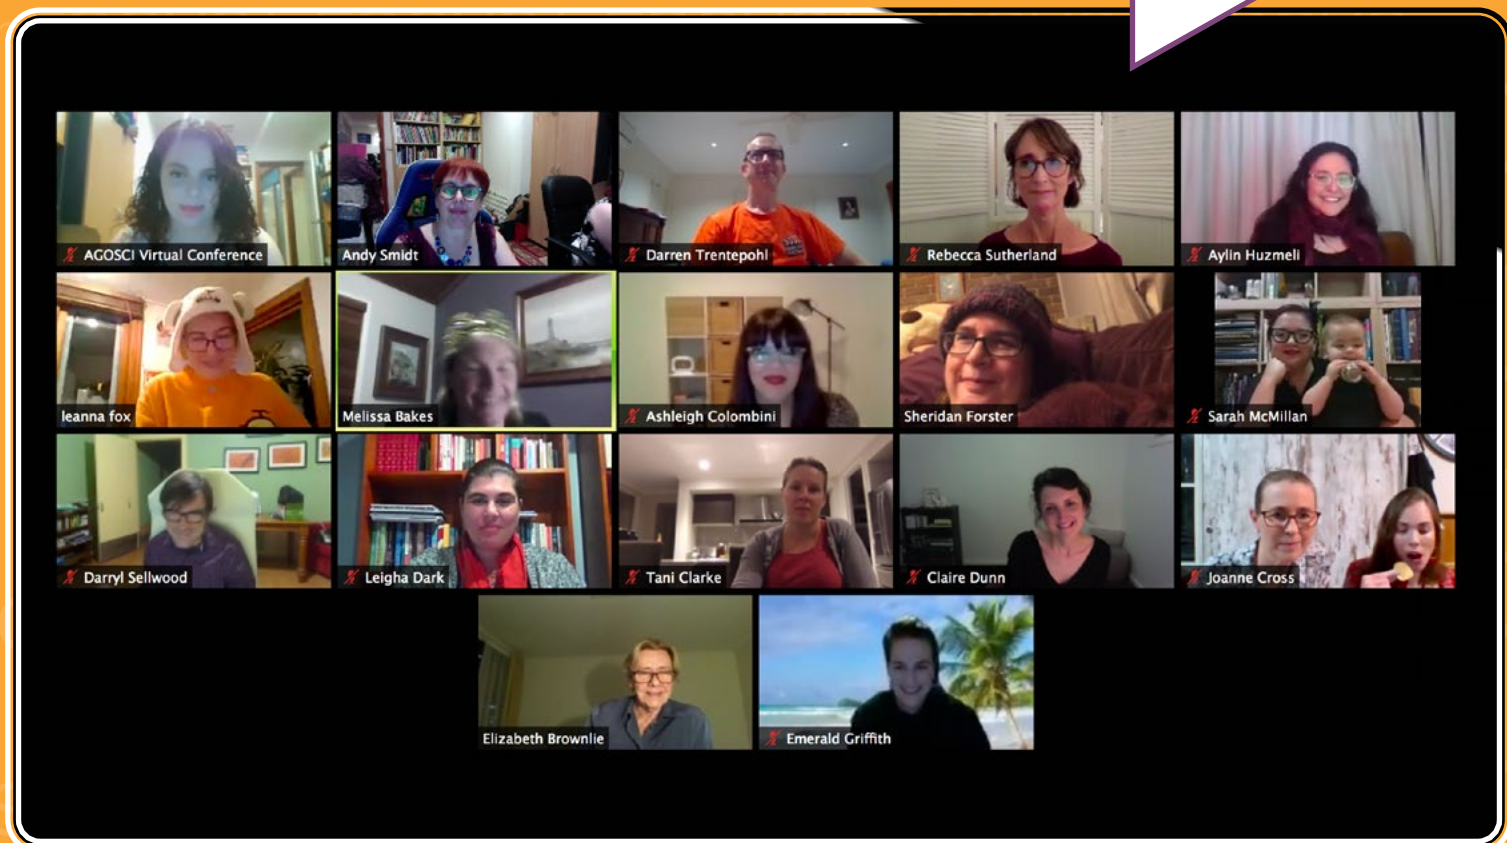 AGOSCI Virtual Conference
Andy Smidt
Darren Trentepohl
Rebecca Sutherland
Aylin Huzmeli
leanna fox
Melissa Bakes
Ashleigh Colombini
Sheridan Forster
Sarah McMillan
Darryl Sellwood
Leigha Dark
Tani Clarke
Claire Dunn
Joanne Cross
Elizabeth Brownlie
Emerald Griffith